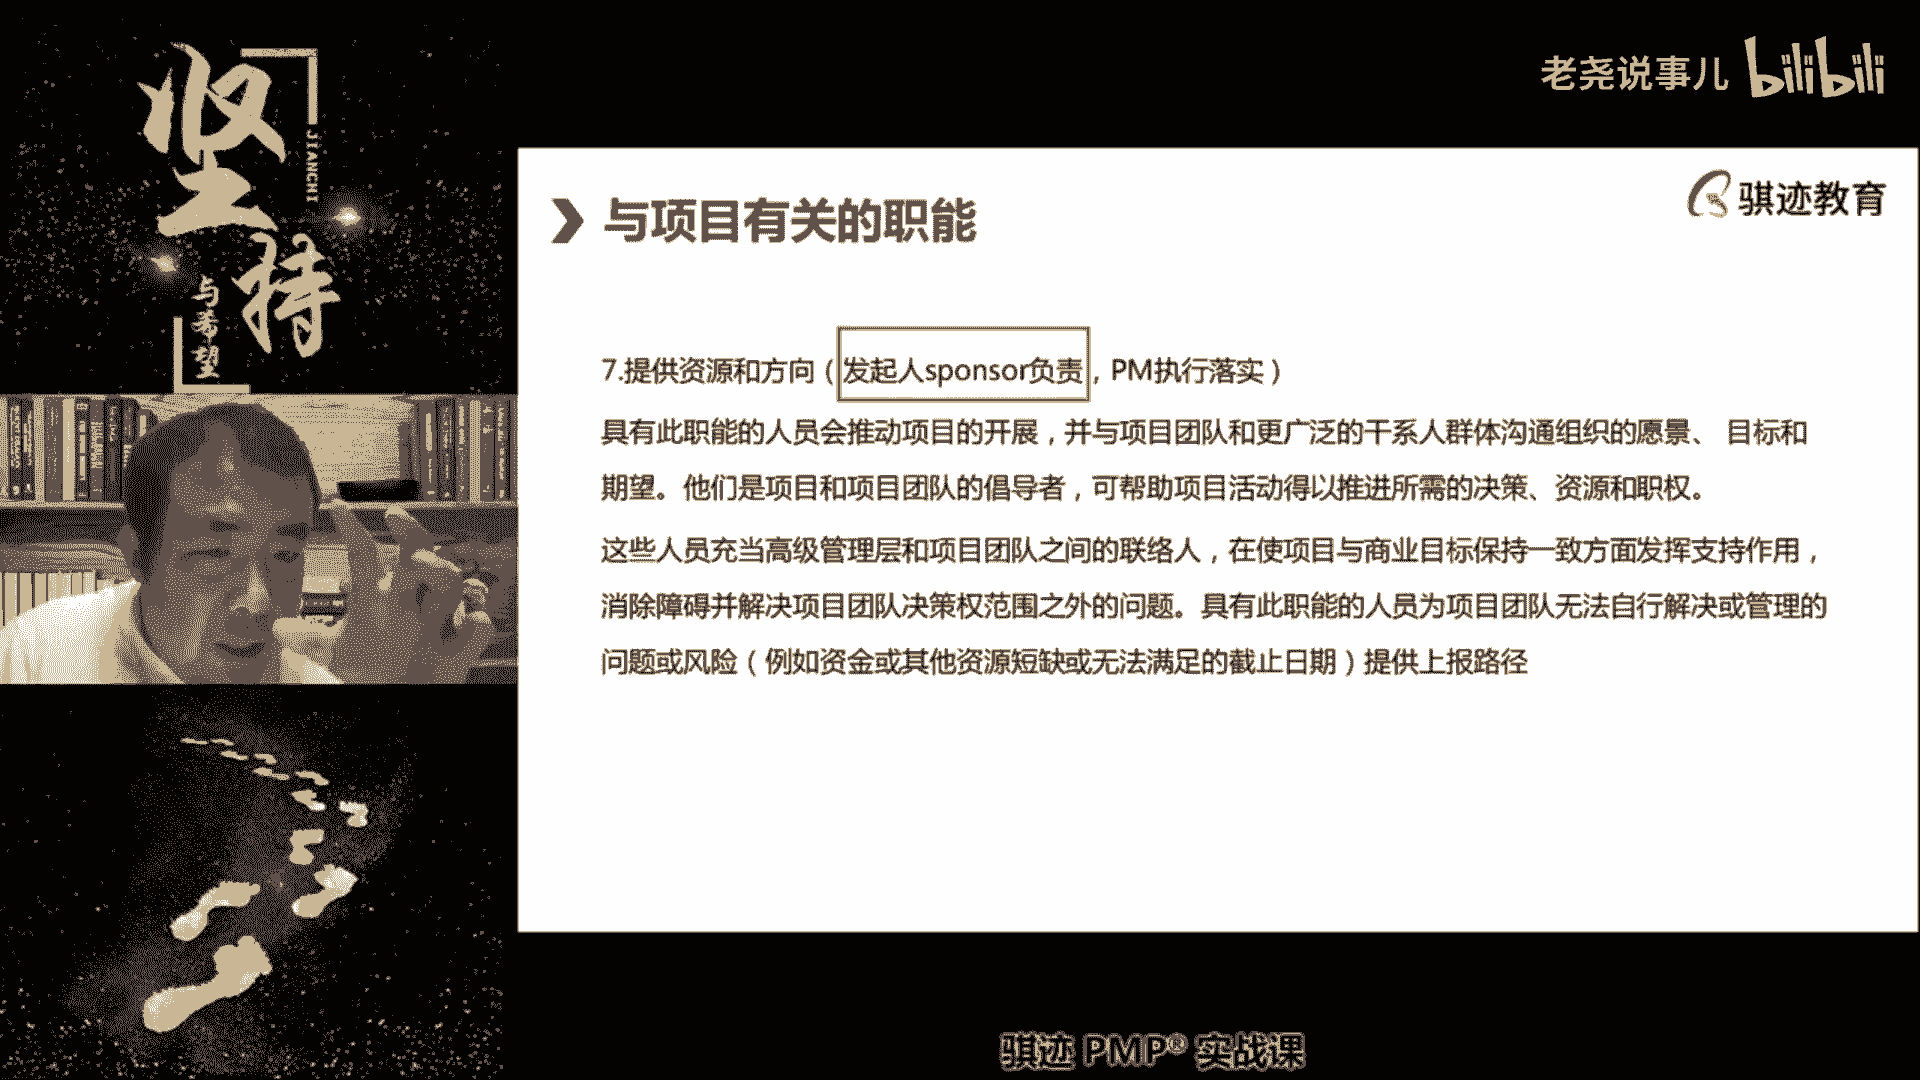 坚持
JIANCHI
与希望
老尧说事儿 bilibili
骐迹教育
与项目有关的职能
7.提供资源和方向（发起人sponsor负责，PM执行落实）
具有此职能的人员会推动项目的开展，并与项目团队和更广泛的干系人群体沟通组织的愿景、 目标和
期望。他们是项目和项目团队的倡导者，可帮助项目活动得以推进所需的决策、资源和职权。
这些人员充当高级管理层和项目团队之间的联络人，在使项目与商业目标保持一致方面发挥支持作用，
消除障碍并解决项目团队决策权范围之外的问题。具有此职能的人员为项目团队无法自行解决或管理的
问题或风险（例如资金或其他资源短缺或无法满足的截止日期）提供上报路径
骐迹 PMP® 实战课